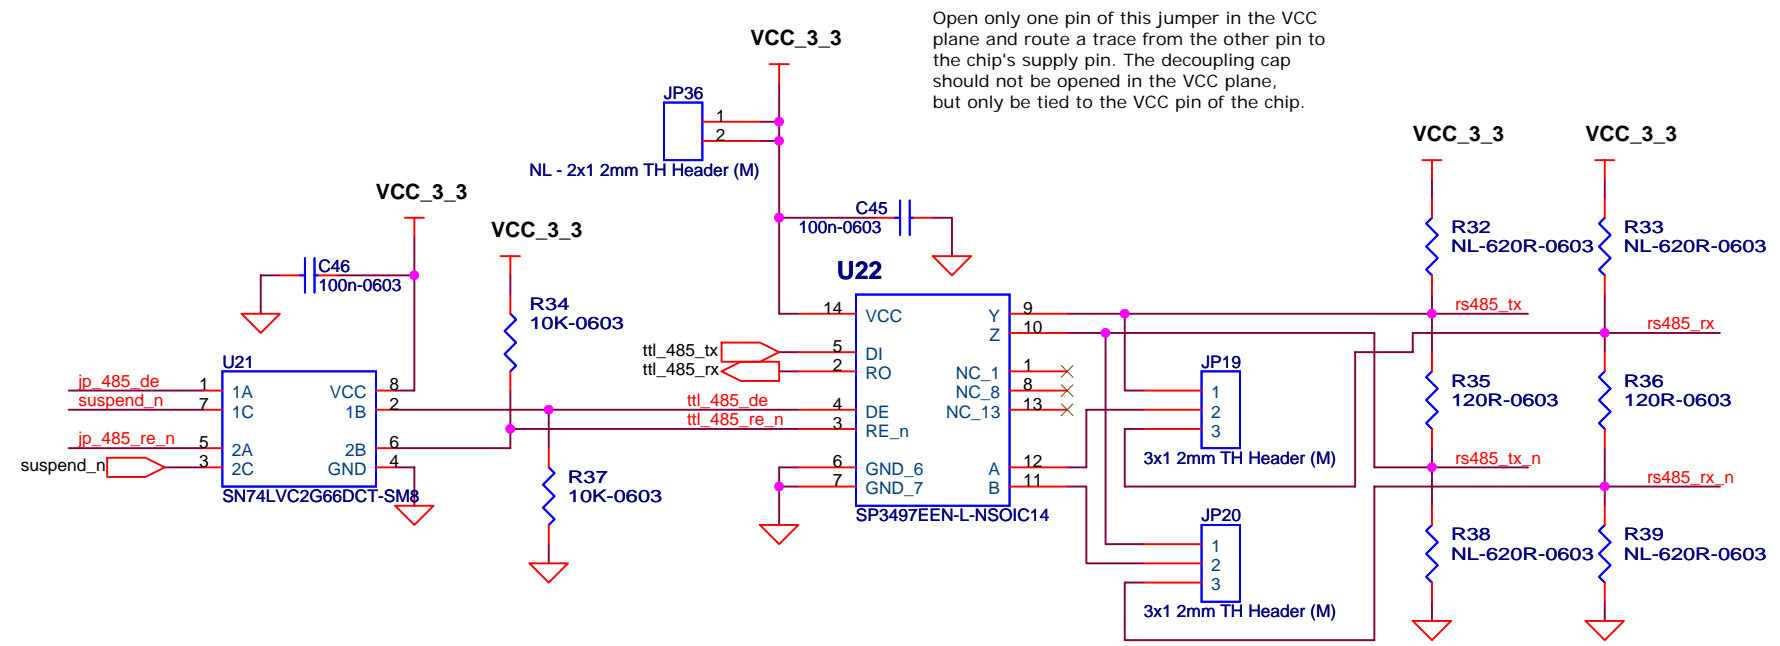 Open only one pin of this jumper in the VCC
plane and route a trace from the other pin to
the chip's supply pin. The decoupling cap
should not be opened in the VCC plane,
but only be tied to the VCC pin of the chip.
VCC_3_3
JP36
1
2
NL - 2x1 2mm TH Header (M)
VCC_3_3
VCC_3_3
VCC_3_3
VCC_3_3
C45
100n-0603
C46
100n-0603
R32
NL-620R-0603
R33
NL-620R-0603
R34
10K-0603
U22
14 VCC
5 DI
2 RO
4 DE
3 RE_n
6 GND_6
7 GND_7
Y 9
Z 10
NC_1 1
NC_8 8
NC_13 13
A 12
B 11
SP3497EEN-L-NSOIC14
rs485_tx
rs485_rx
ttl_485_tx
ttl_485_rx
ttl_485_de
ttl_485_re_n
U21
jp_485_de 1 1A
suspend_n 7 1C
jp_485_re_n 5 2A
suspend_n 3 2C
VCC 8
1B 2
2B 6
GND 4
SN74LVC2G66DCT-SM8
R37
10K-0603
JP19
1
2
3
3x1 2mm TH Header (M)
R35
120R-0603
R36
120R-0603
rs485_tx_n
rs485_rx_n
JP20
1
2
3
3x1 2mm TH Header (M)
R38
NL-620R-0603
R39
NL-620R-0603